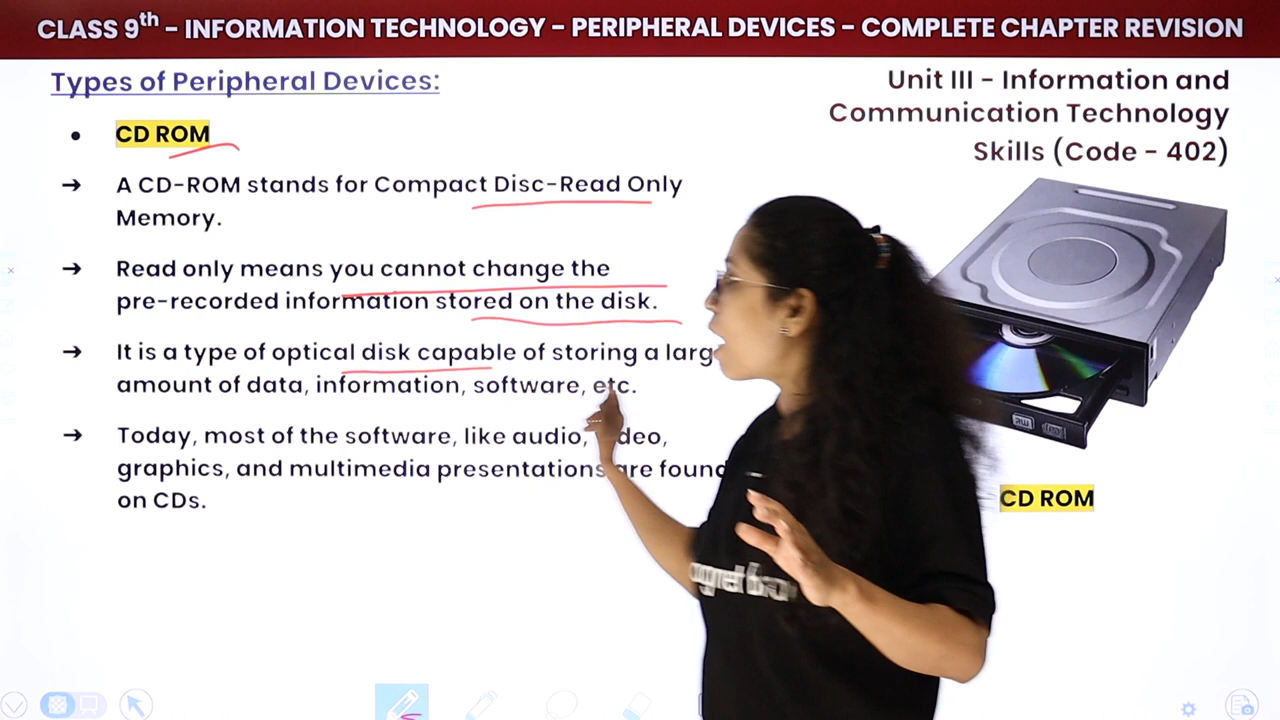 CLASS 9th - INFORMATION TECHNOLOGY - PERIPHERAL DEVICES - COMPLETE CHAPTER REVISION
Types of Peripheral Devices:
Unit III - Information and
Communication Technology
Skills (Code - 402)
• CD ROM
→ A CD-ROM stands for Compact Disc-Read Only
Memory.
→ Read only means you cannot change the
pre-recorded information stored on the disk.
→ It is a type of optical disk capable of storing a larg
amount of data, information, software, etc.
→ Today, most of the software, like audio, deo,
graphics, and multimedia presentations are found
on CDs.
CD ROM